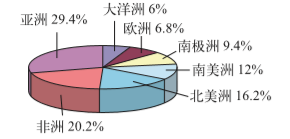 大洋洲 6%
亚洲 29.4%
欧洲 6.8%
南极洲 9.4%
南美洲 12%
北美洲 16.2%
非洲 20.2%